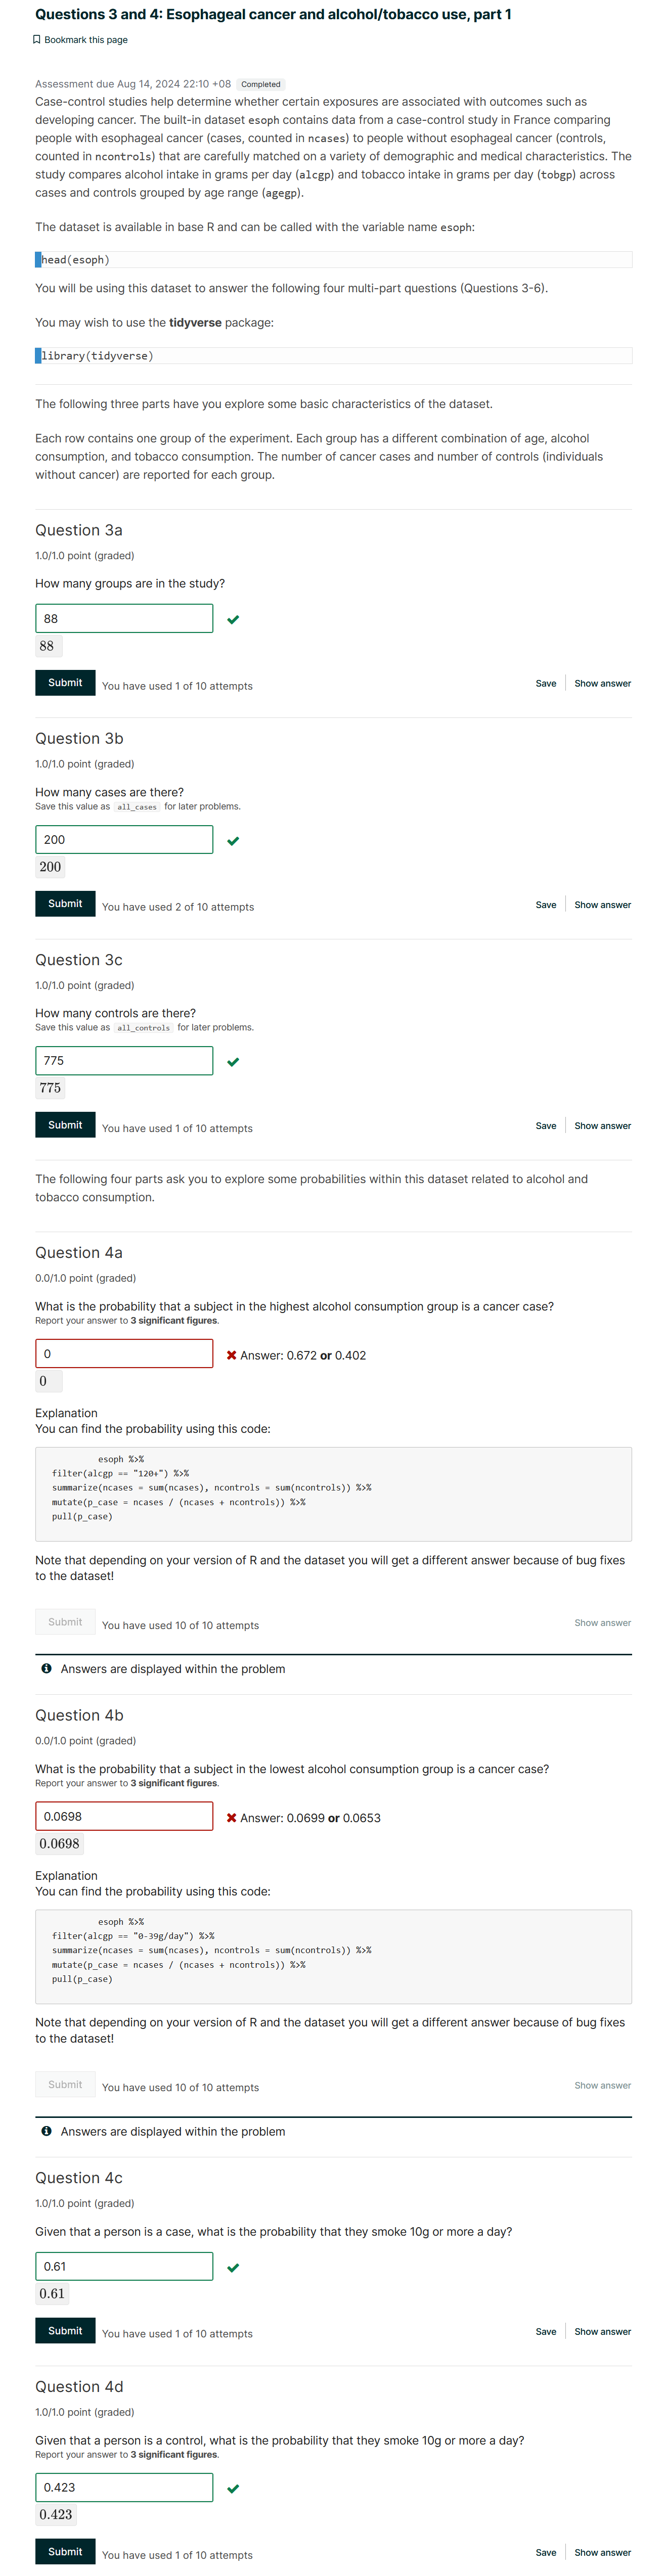 Questions 3 and 4: Esophageal cancer and alcohol/tobacco use, part 1
Bookmark this page
Assessment due Aug 14, 2024 22:10 +08 Completed
Case-control studies help determine whether certain exposures are associated with outcomes such as
developing cancer. The built-in dataset esoph contains data from a case-control study in France comparing
people with esophageal cancer (cases, counted in ncases) to people without esophageal cancer (controls,
counted in ncontrols) that are carefully matched on a variety of demographic and medical characteristics. The
study compares alcohol intake in grams per day (alcgp) and tobacco intake in grams per day (tobgp) across
cases and controls grouped by age range (agegp).
The dataset is available in base R and can be called with the variable name esoph:
head(esoph)
You will be using this dataset to answer the following four multi-part questions (Questions 3-6).
You may wish to use the tidyverse package:
library(tidyverse)
The following three parts have you explore some basic characteristics of the dataset.
Each row contains one group of the experiment. Each group has a different combination of age, alcohol
consumption, and tobacco consumption. The number of cancer cases and number of controls (individuals
without cancer) are reported for each group.
Question 3a
1.0/1.0 point (graded)
How many groups are in the study?
88
88
Submit You have used 1 of 10 attempts Save Show answer
Question 3b
1.0/1.0 point (graded)
How many cases are there?
Save this value as all_cases for later problems.
200
200
Submit You have used 2 of 10 attempts Save Show answer
Question 3c
1.0/1.0 point (graded)
How many controls are there?
Save this value as all_controls for later problems.
775
775
Submit You have used 1 of 10 attempts Save Show answer
The following four parts ask you to explore some probabilities within this dataset related to alcohol and
tobacco consumption.
Question 4a
0.0/1.0 point (graded)
What is the probability that a subject in the highest alcohol consumption group is a cancer case?
Report your answer to 3 significant figures.
0 Answer: 0.672 or 0.402
0
Explanation
You can find the probability using this code:
esoph %>%
filter(alcgp == "120+") %>%
summarize(ncases = sum(ncases), ncontrols = sum(ncontrols)) %>%
mutate(p_case = ncases / (ncases + ncontrols)) %>%
pull(p_case)
Note that depending on your version of R and the dataset you will get a different answer because of bug fixes
to the dataset!
Submit You have used 10 of 10 attempts Show answer
Answers are displayed within the problem
Question 4b
0.0/1.0 point (graded)
What is the probability that a subject in the lowest alcohol consumption group is a cancer case?
Report your answer to 3 significant figures.
0.0698 Answer: 0.0699 or 0.0653
0.0698
Explanation
You can find the probability using this code:
esoph %>%
filter(alcgp == "0-39g/day") %>%
summarize(ncases = sum(ncases), ncontrols = sum(ncontrols)) %>%
mutate(p_case = ncases / (ncases + ncontrols)) %>%
pull(p_case)
Note that depending on your version of R and the dataset you will get a different answer because of bug fixes
to the dataset!
Submit You have used 10 of 10 attempts Show answer
Answers are displayed within the problem
Question 4c
1.0/1.0 point (graded)
Given that a person is a case, what is the probability that they smoke 10g or more a day?
0.61
0.61
Submit You have used 1 of 10 attempts Save Show answer
Question 4d
1.0/1.0 point (graded)
Given that a person is a control, what is the probability that they smoke 10g or more a day?
Report your answer to 3 significant figures.
0.423
0.423
Submit You have used 1 of 10 attempts Save Show answer